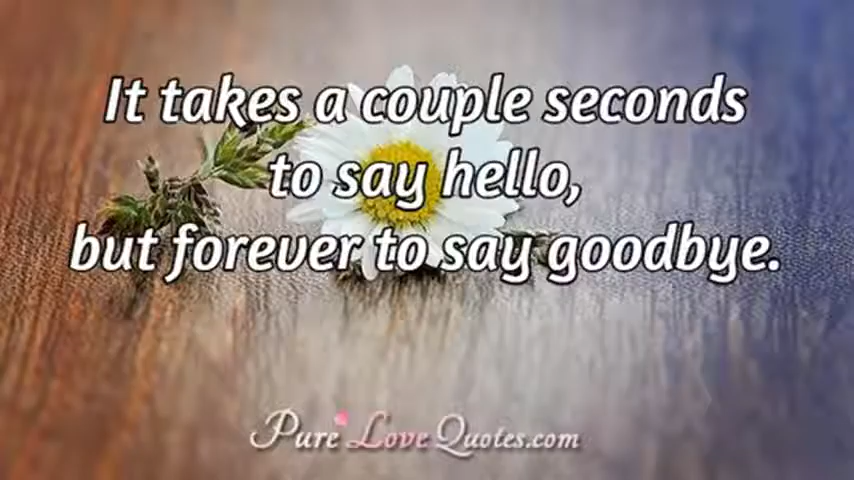 It takes a couple seconds
to say hello,
but forever to say goodbye.
PureLoveQuotes.com